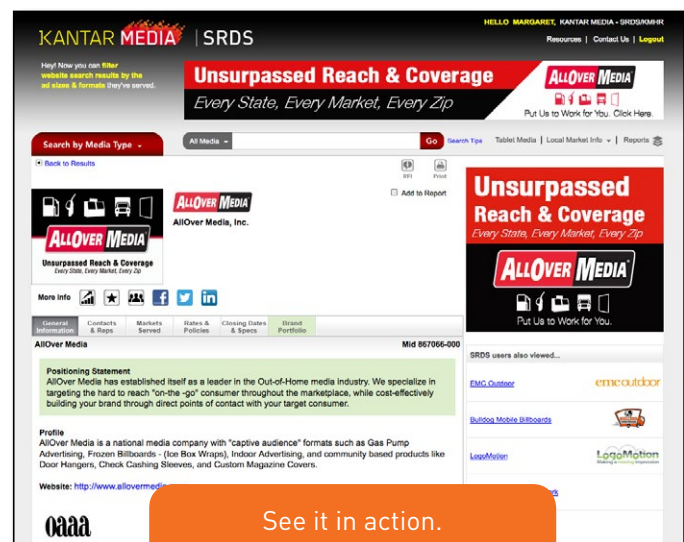 HELLO MARGARET, KANTAR MEDIA - SRDS/KMHR
KANTAR MEDIA | SRDS
Resources | Contact Us | Logout
Hey! Now you can filter
website search results by the
ad sizes & formats they've served.
Unsurpassed Reach & Coverage
Every State, Every Market, Every Zip
ALLOVER MEDIA
Put Us to Work for You. Click Here.
Search by Media Type
All Media
Go
Search Tips
Tablet Media | Local Market Info | Reports
Back to Results
RFI
Print
Add to Report
ALLOVER MEDIA
Unsurpassed Reach & Coverage
Every State, Every Market, Every Zip
ALLOVER MEDIA
AllOver Media, Inc.
Unsurpassed
Reach & Coverage
Every State, Every Market, Every Zip
ALLOVER MEDIA
Put Us to Work for You.
More info
f
in
General Information
Contacts & Reps
Markets Served
Rates & Policies
Closing Dates & Specs
Brand Portfolio
AllOver Media
Mid 867066-000
Positioning Statement
AllOver Media has established itself as a leader in the Out-of-Home media industry. We specialize in
targeting the hard to reach "on-the -go" consumer throughout the marketplace, while cost-effectively
building your brand through direct points of contact with your target consumer.
Profile
AllOver Media is a national media company with "captive audience" formats such as Gas Pump
Advertising, Frozen Billboards - (Ice Box Wraps), Indoor Advertising, and community based products like
Door Hangers, Check Cashing Sleeves, and Custom Magazine Covers.
Website: http://www.allovermedia
oaaa
SRDS users also viewed...
EMC Outdoor
emcoutdoor
Bulldog Mobile Billboards
LogoMotion
LogoMotion
See it in action.